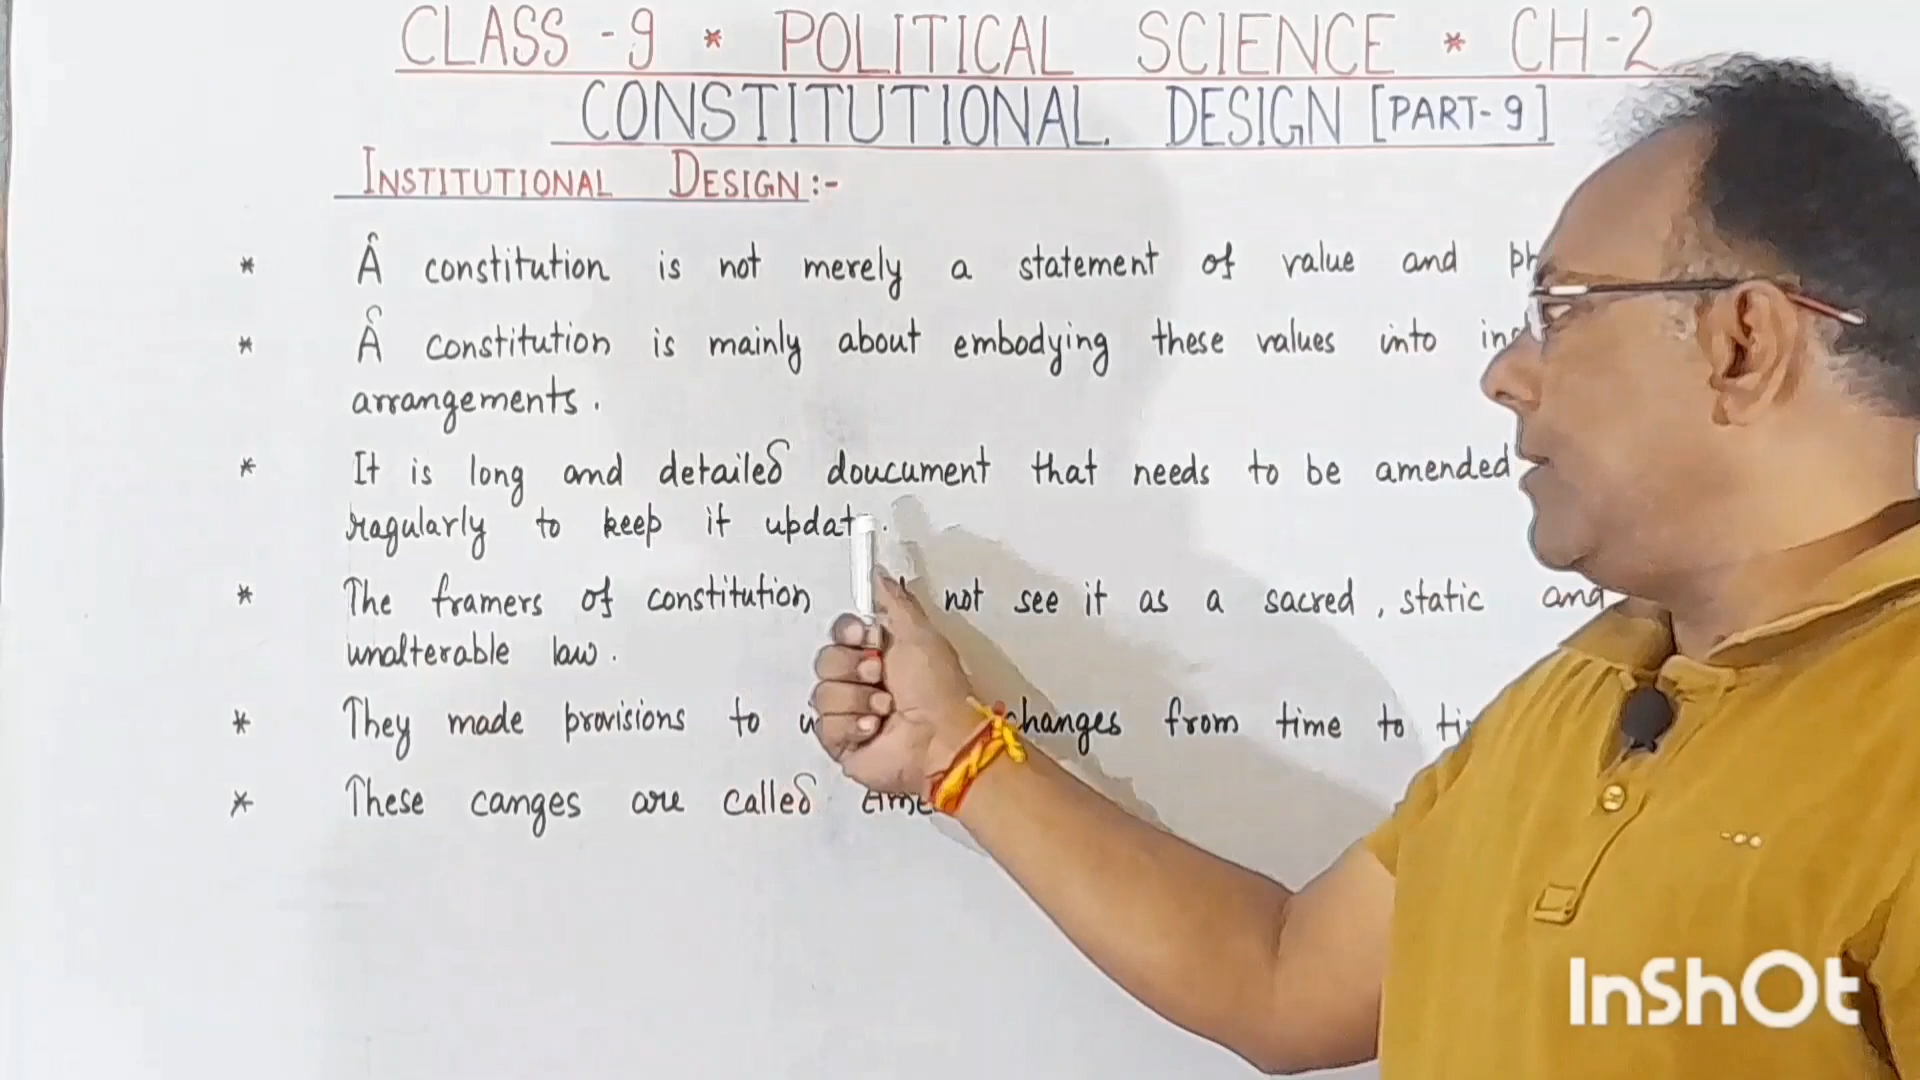 CLASS - 9 * POLITICAL SCIENCE * CH-2
CONSTITUTIONAL DESIGN [PART-9]
INSTITUTIONAL DESIGN :-
* A constitution is not merely a statement of value and
* A constitution is mainly about embodying these values into
arrangements.
* It is long and detailed doucument that needs to be amended
ragularly to keep it
* The framers of constitution not see it as a sacred, static and
unalterable law.
* They made provisions to changes from time to
* These canges are called
InShOt